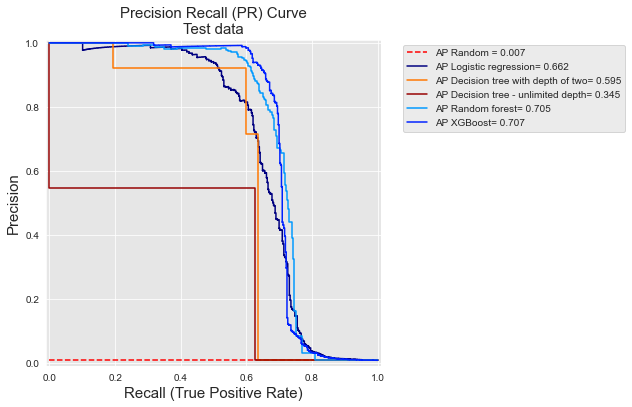 Precision Recall (PR) Curve
Test data
AP Random = 0.007
AP Logistic regression= 0.662
AP Decision tree with depth of two= 0.595
AP Decision tree - unlimited depth= 0.345
AP Random forest= 0.705
AP XGBoost= 0.707
Precision
1.0
0.8
0.6
0.4
0.2
0.0
0.0 0.2 0.4 0.6 0.8 1.0
Recall (True Positive Rate)